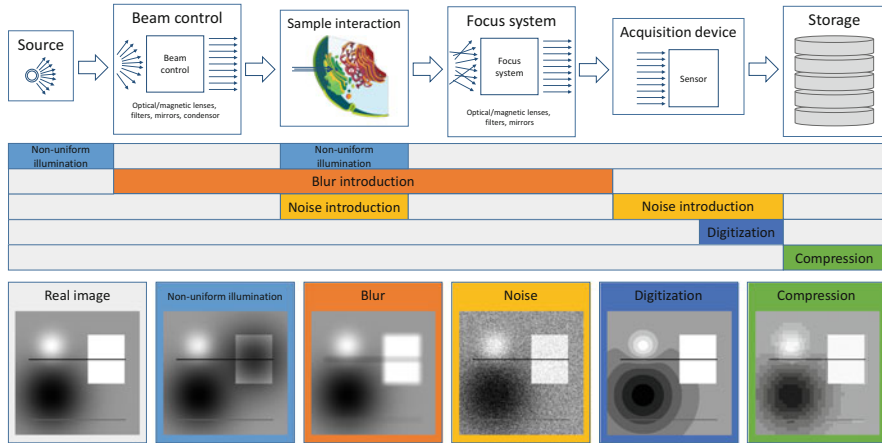 Source
Beam control
Beam
control
Optical/magnetic lenses,
filters, mirrors, condensor
Sample interaction
Focus system
Focus
system
Optical/magnetic lenses,
filters, mirrors
Acquisition device
Sensor
Storage
Non-uniform
illumination
Non-uniform
illumination
Blur introduction
Noise introduction
Noise introduction
Digitization
Compression
Real image
Non-uniform illumination
Blur
Noise
Digitization
Compression